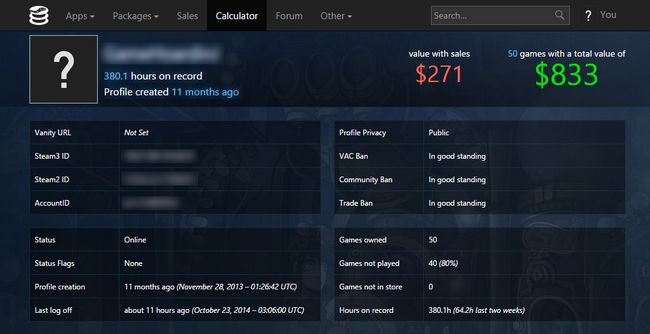 Apps Packages Sales Calculator Forum Other Search... ? You
?
380.1 hours on record
Profile created 11 months ago
value with sales
$271
50 games with a total value of
$833
Vanity URL Not Set
Steam3 ID
Steam2 ID
AccountID
Profile Privacy Public
VAC Ban In good standing
Community Ban In good standing
Trade Ban In good standing
Status Online
Status Flags None
Profile creation 11 months ago (November 28, 2013 – 01:26:42 UTC)
Last log off about 11 hours ago (October 23, 2014 – 03:06:00 UTC)
Games owned 50
Games not played 40 (80%)
Games not in store 0
Hours on record 380.1h (64.2h last two weeks)